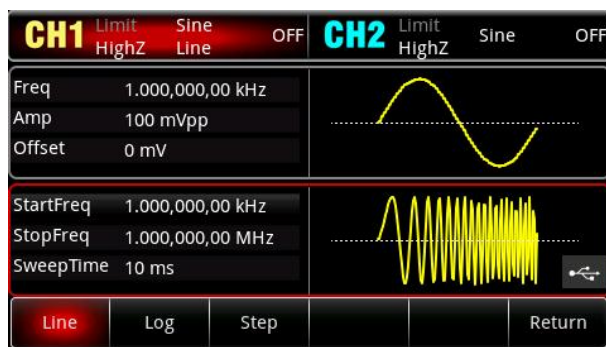 CH1 Limit Sine OFF CH2 Limit Sine OFF
HighZ Line HighZ
Freq 1.000,000,00 kHz
Amp 100 mVpp
Offset 0 mV
StartFreq 1.000,000,00 kHz
StopFreq 1.000,000,00 MHz
SweepTime 10 ms
Line Log Step Return